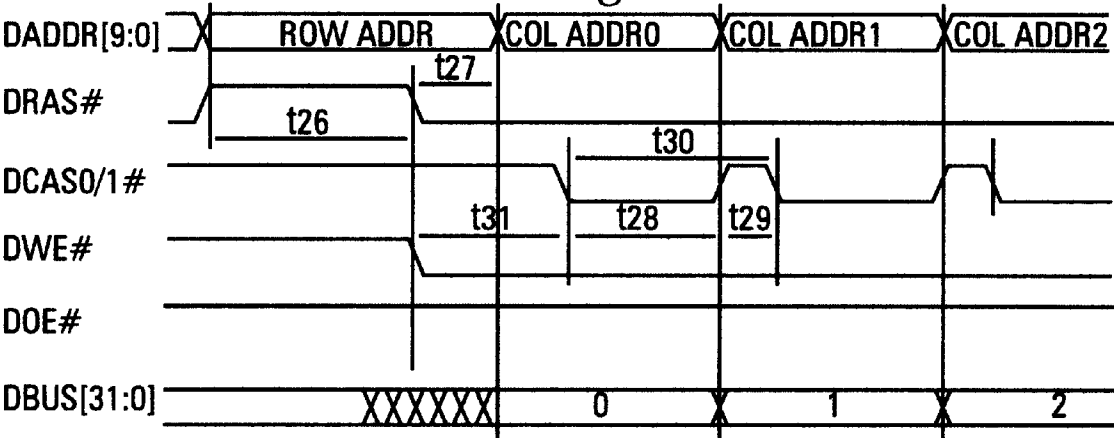 DADDR[9:0] ROW ADDR COL ADDR0 COL ADDR1 COL ADDR2
t27
DRAS#
t26
t30
DCAS0/1#
t31 t28 t29
DWE#
DOE#
DBUS[31:0] 0 1 2